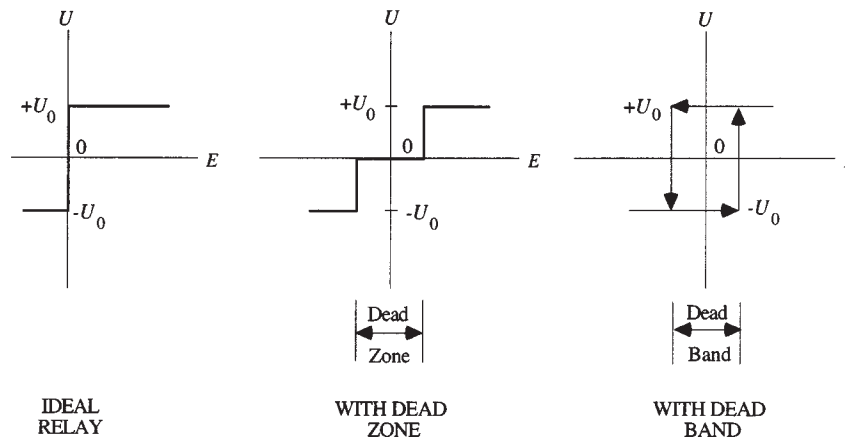 U
U
U
+U0
+U0
+U0
0
0
0
E
E
-U0
-U0
-U0
Dead
Zone
Dead
Band
IDEAL
RELAY
WITH DEAD
ZONE
WITH DEAD
BAND